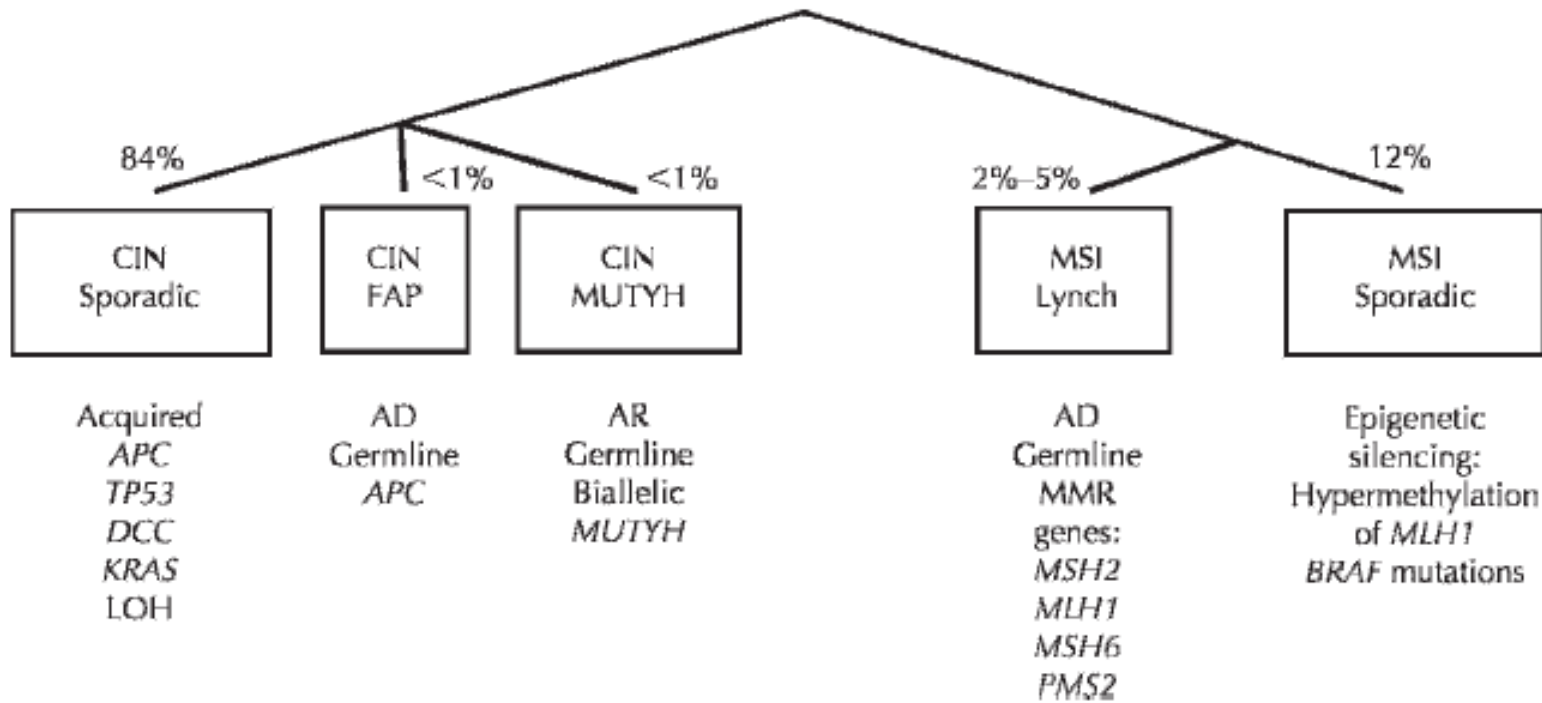 84%
<1%
<1%
2%–5%
12%
CIN
Sporadic
CIN
FAP
CIN
MUTYH
MSI
Lynch
MSI
Sporadic
Acquired
APC
TP53
DCC
KRAS
LOH
AD
Germline
APC
AR
Germline
Biallelic
MUTYH
AD
Germline
MMR
genes:
MSH2
MLH1
MSH6
PMS2
Epigenetic
silencing:
Hypermethylation
of MLH1
BRAF mutations